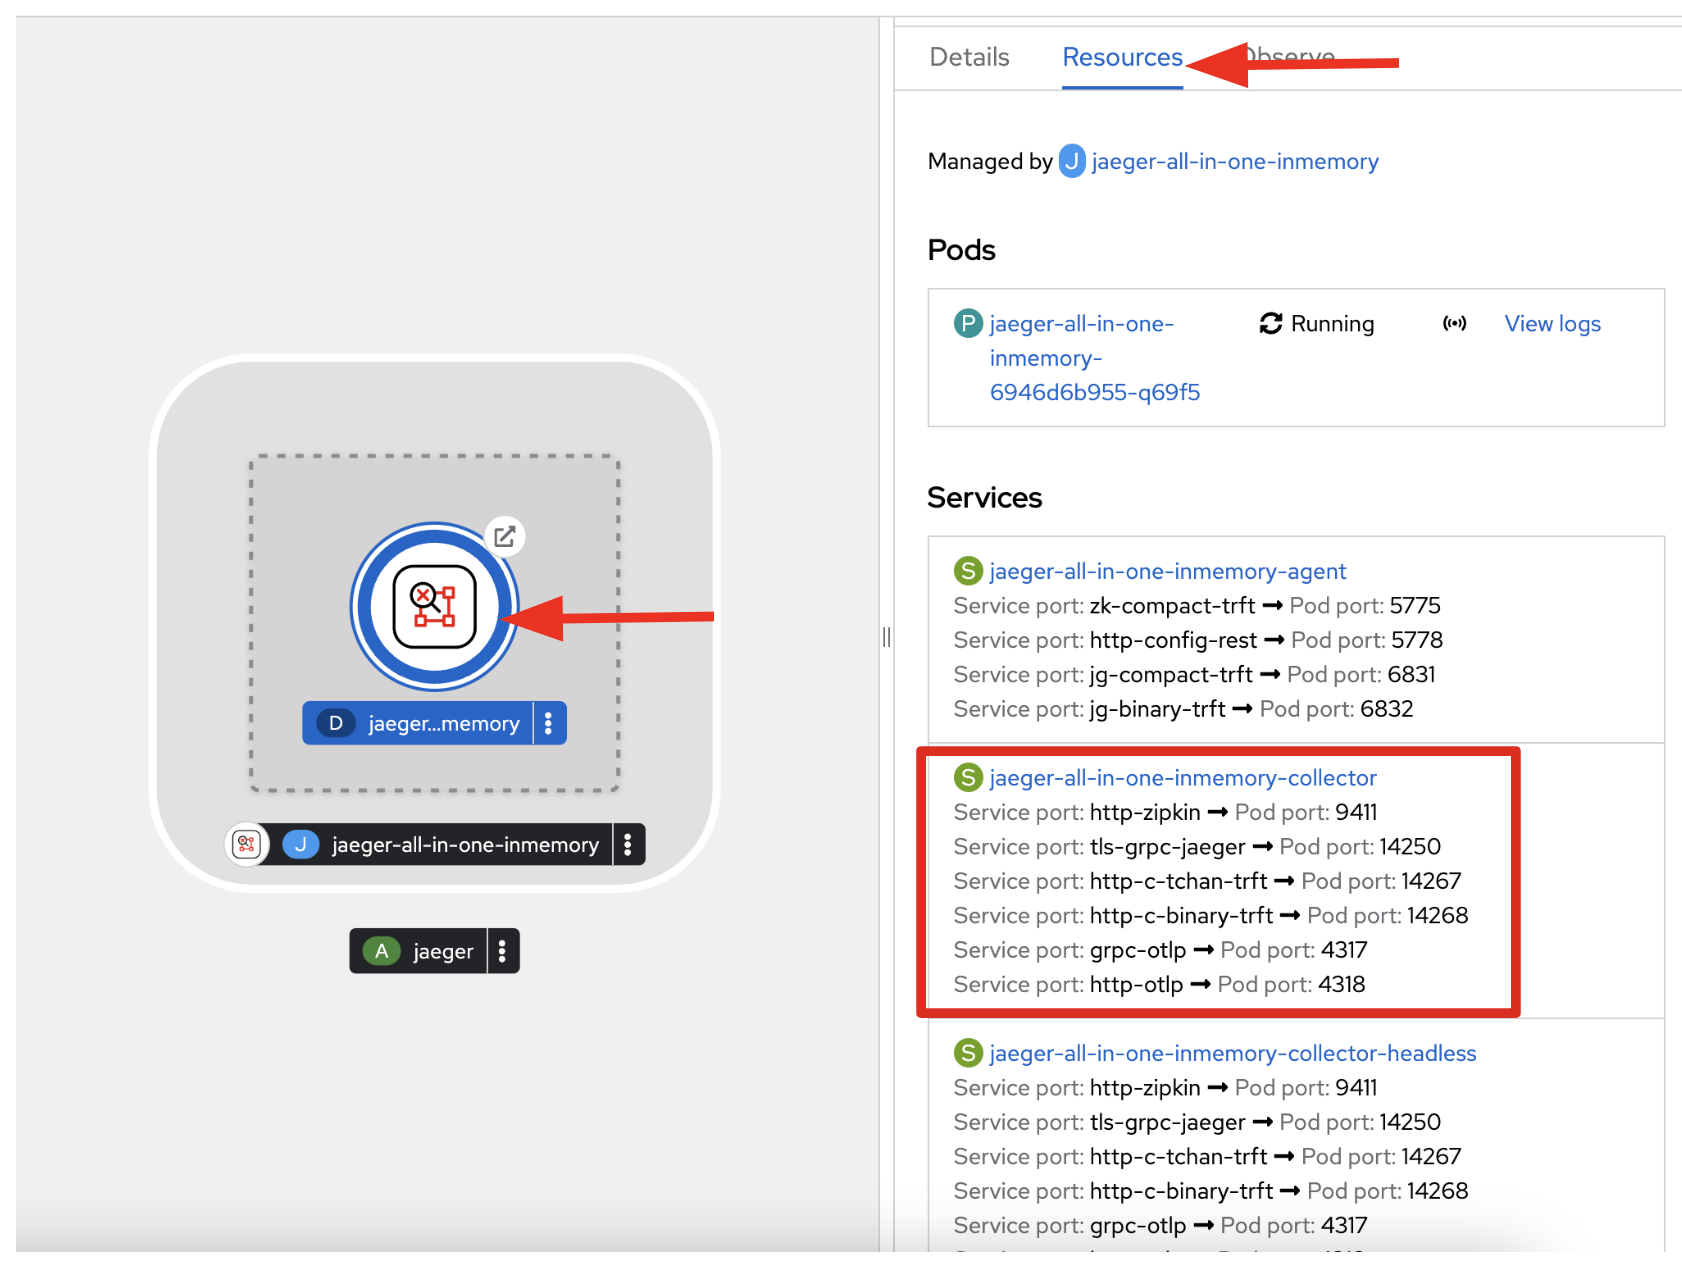 Details Resources Observe
Managed by J jaeger-all-in-one-inmemory
Pods
P jaeger-all-in-one- Running View logs
inmemory-
6946d6b955-q69f5
Services
S jaeger-all-in-one-inmemory-agent
Service port: zk-compact-trft → Pod port: 5775
Service port: http-config-rest → Pod port: 5778
Service port: jg-compact-trft → Pod port: 6831
Service port: jg-binary-trft → Pod port: 6832
S jaeger-all-in-one-inmemory-collector
Service port: http-zipkin → Pod port: 9411
Service port: tls-grpc-jaeger → Pod port: 14250
Service port: http-c-tchan-trft → Pod port: 14267
Service port: http-c-binary-trft → Pod port: 14268
Service port: grpc-otlp → Pod port: 4317
Service port: http-otlp → Pod port: 4318
S jaeger-all-in-one-inmemory-collector-headless
Service port: http-zipkin → Pod port: 9411
Service port: tls-grpc-jaeger → Pod port: 14250
Service port: http-c-tchan-trft → Pod port: 14267
Service port: http-c-binary-trft → Pod port: 14268
Service port: grpc-otlp → Pod port: 4317
D jaeger...memory
J jaeger-all-in-one-inmemory
A jaeger